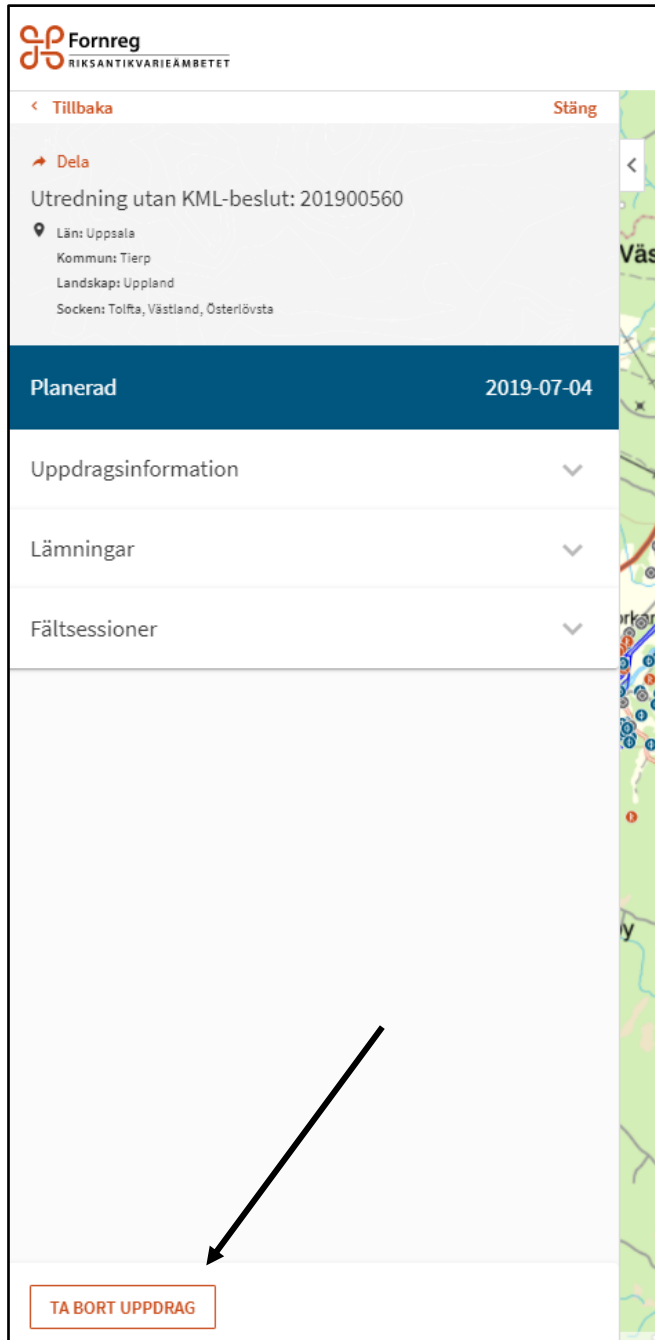 Fornreg
RIKSANTIKVARIEÄMBETET
Tillbaka Stäng
Dela
Utredning utan KML-beslut: 201900560
Län: Uppsala
Kommun: Tierp
Landskap: Uppland
Socken: Tolfta, Västland, Österlövsta
Planerad 2019-07-04
Uppdragsinformation
Lämningar
Fältsessioner
TA BORT UPPDRAG
Väs